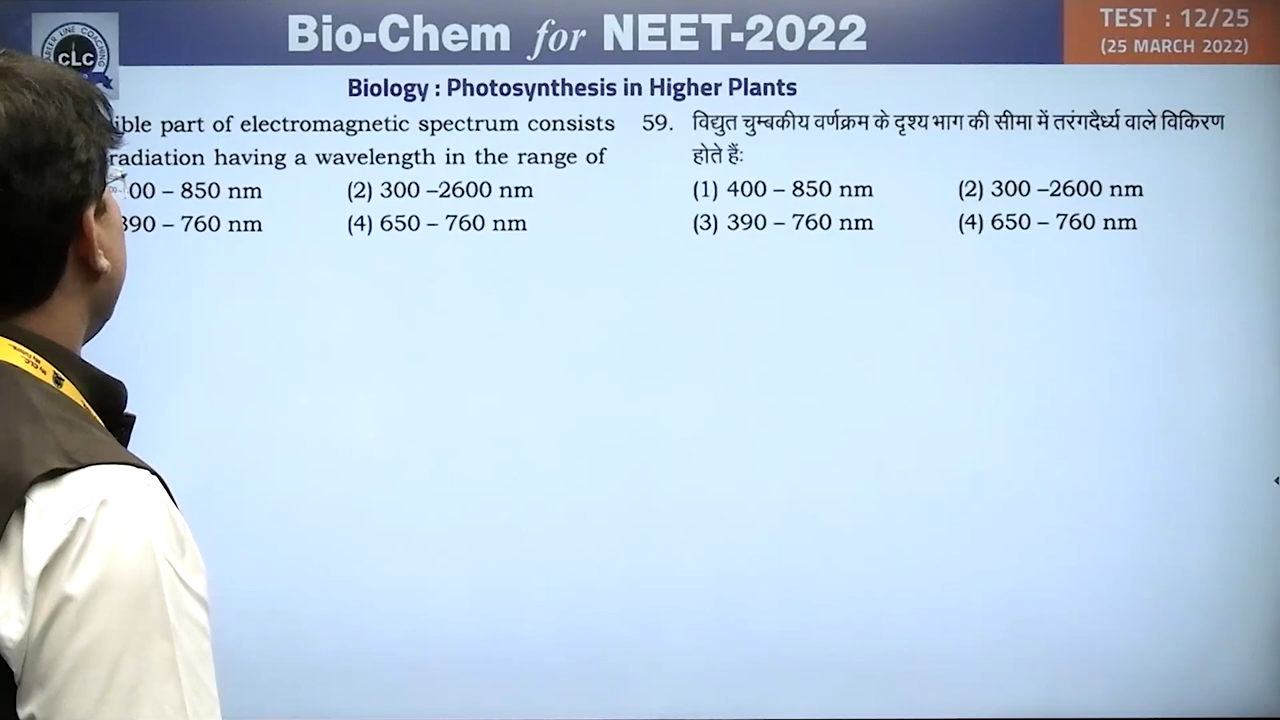 Bio-Chem for NEET-2022
TEST : 12/25
(25 MARCH 2022)
CLC
Biology : Photosynthesis in Higher Plants
part of electromagnetic spectrum consists
radiation having a wavelength in the range of
00 – 850 nm (2) 300 –2600 nm
390 – 760 nm (4) 650 – 760 nm
59. विद्युत चुम्बकीय वर्णक्रम के दृश्य भाग की सीमा में तरंगदैर्ध्य वाले विकिरण
होते हैं:
(1) 400 – 850 nm (2) 300 –2600 nm
(3) 390 – 760 nm (4) 650 – 760 nm